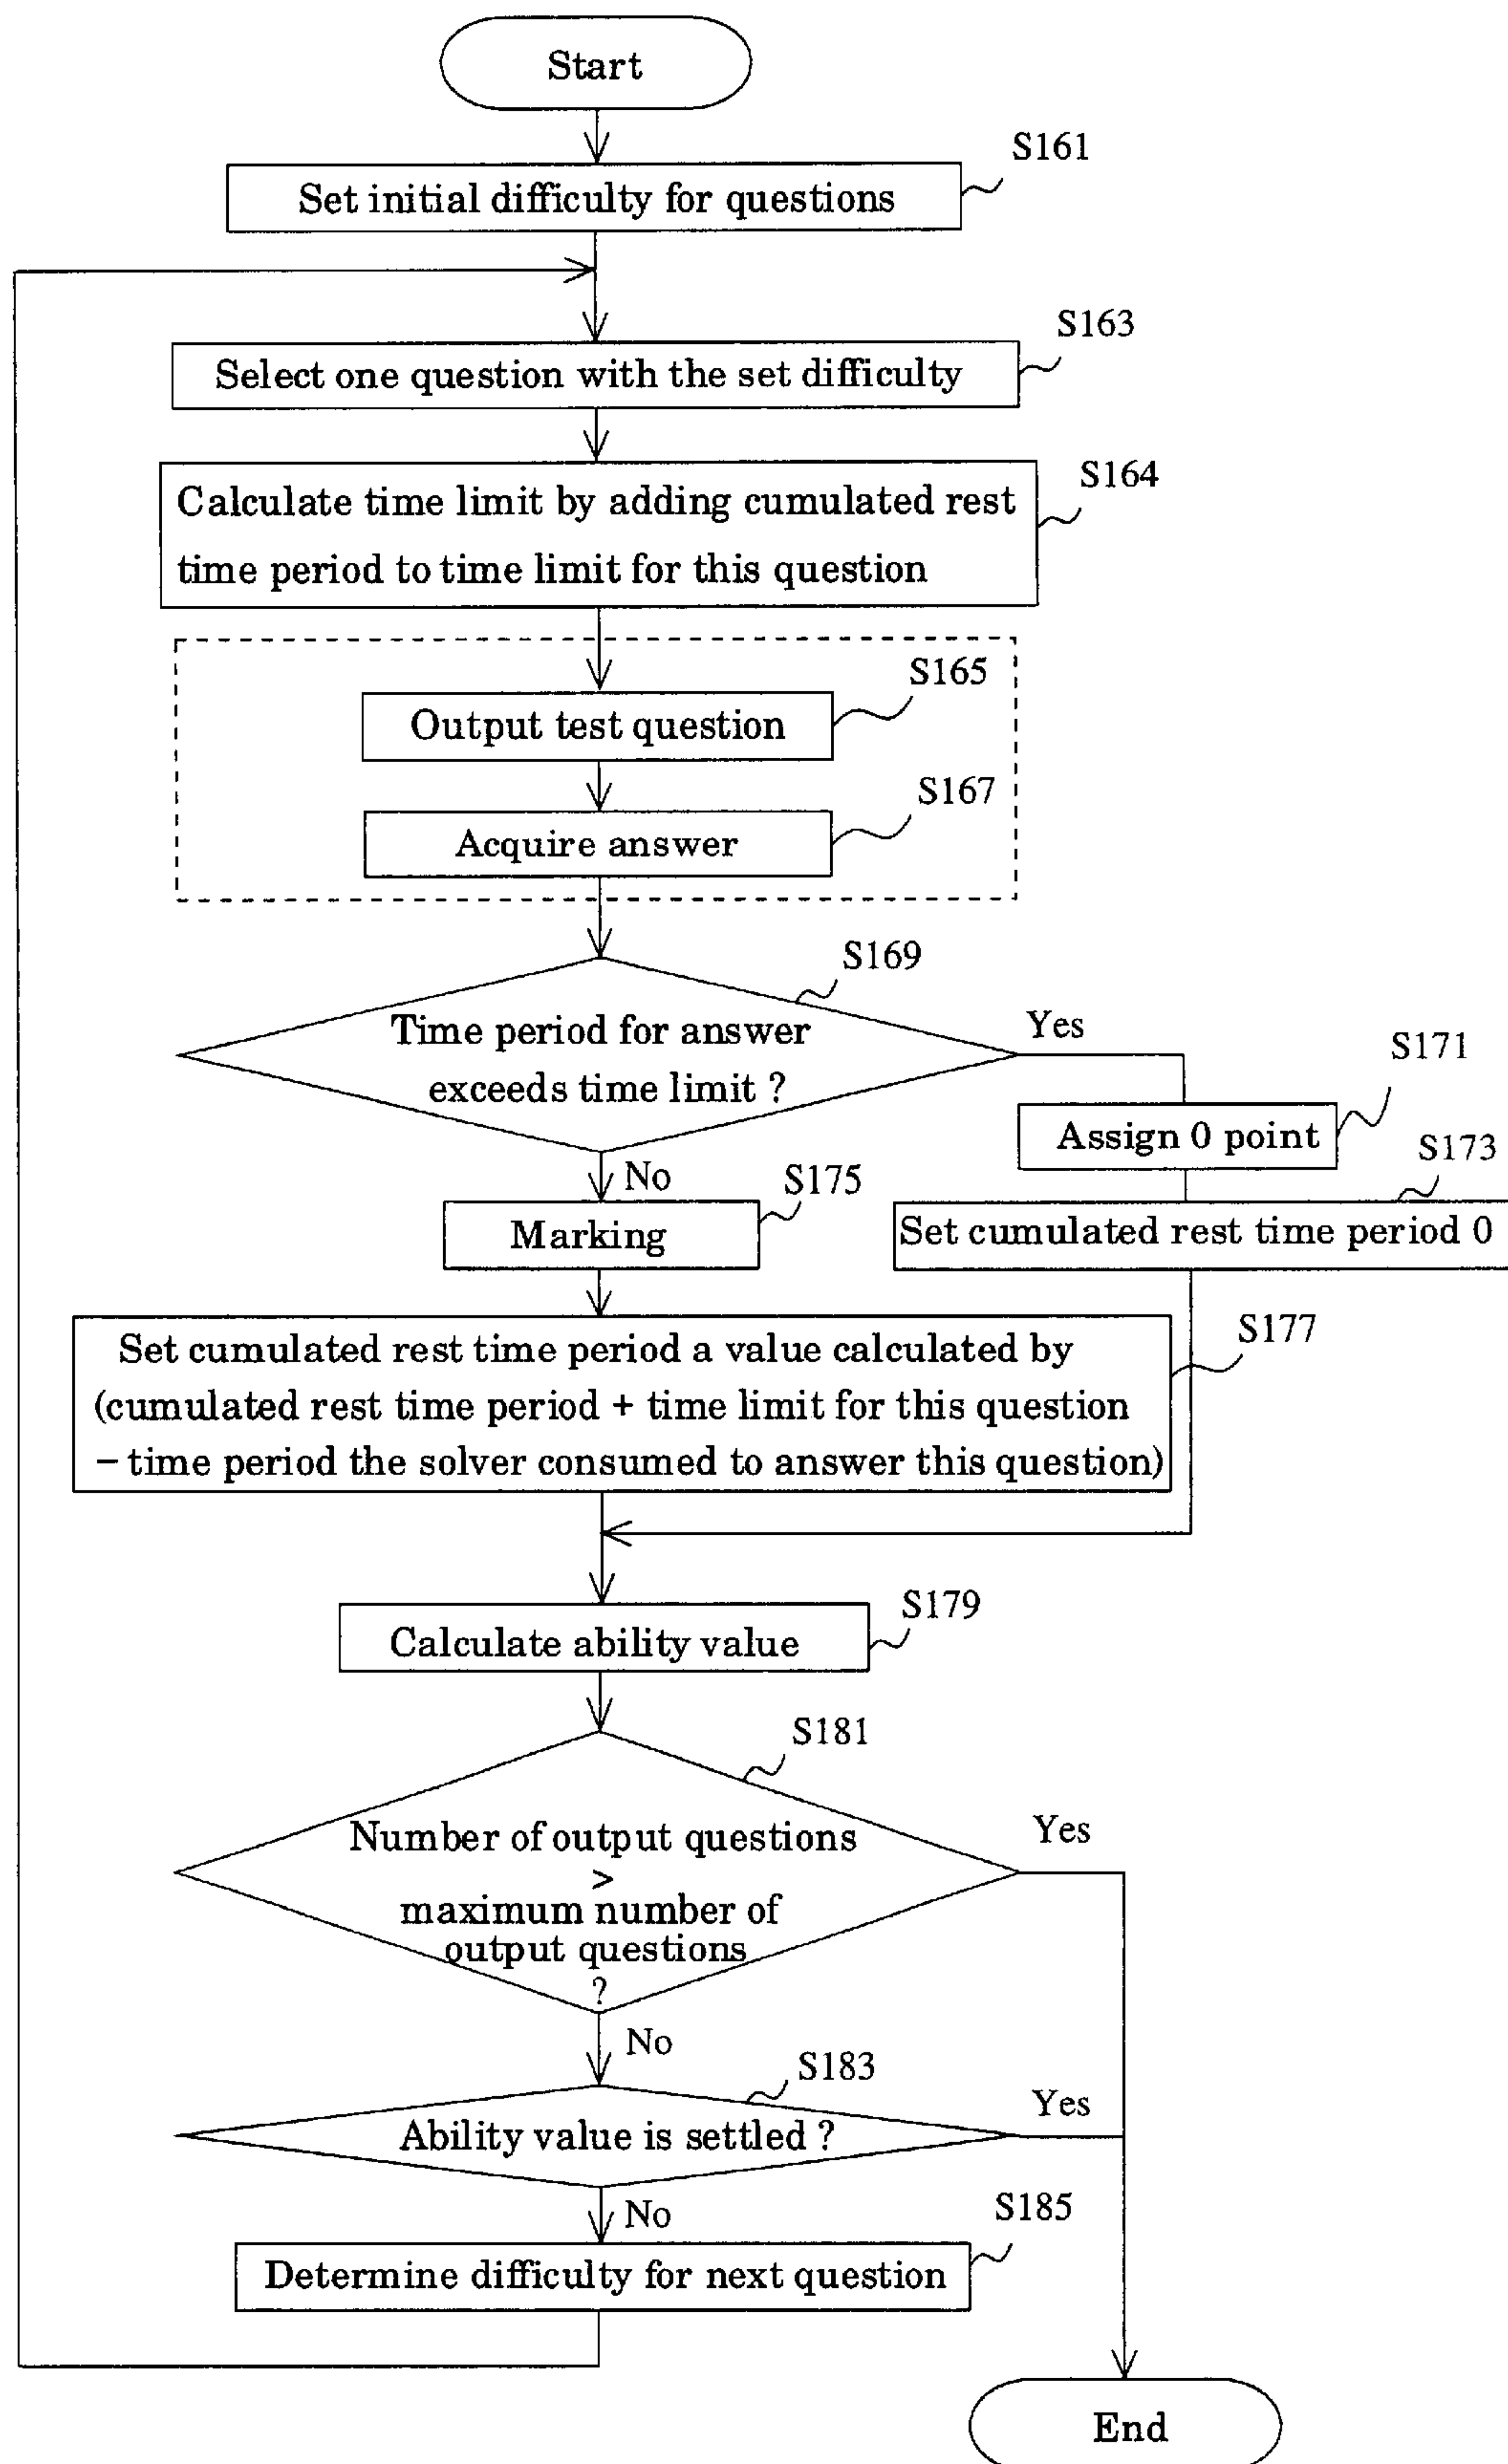 Start
S161
Set initial difficulty for questions
S163
Select one question with the set difficulty
S164
Calculate time limit by adding cumulated rest
time period to time limit for this question
S165
Output test question
S167
Acquire answer
S169
Time period for answer
exceeds time limit ?
Yes
S171
Assign 0 point
S173
Set cumulated rest time period 0
No
S175
Marking
S177
Set cumulated rest time period a value calculated by
(cumulated rest time period + time limit for this question
– time period the solver consumed to answer this question)
S179
Calculate ability value
S181
Number of output questions
>
maximum number of
output questions
?
Yes
No
S183
Ability value is settled ?
Yes
No
S185
Determine difficulty for next question
End